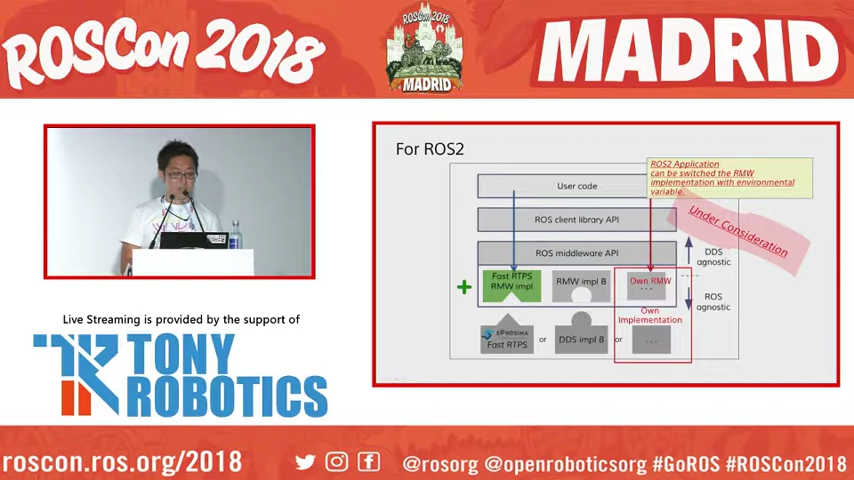 ROSCon 2018
ROSCon 2018
MADRID
MADRID
For ROS2
ROS2 Application
can be switched the RMW
implementation with environmental
variable.
User code
Under Consideration
ROS client library API
ROS middleware API
DDS
agnostic
Fast RTPS
RMW impl
RMW impl B
Own RMW
...
ROS
agnostic
Own
Implementation
eProsima
Fast RTPS
or
DDS impl B
or
...
Live Streaming is provided by the support of
TONY
ROBOTICS
roscon.ros.org/2018
@rosorg @openroboticsorg #GoROS #ROSCon2018